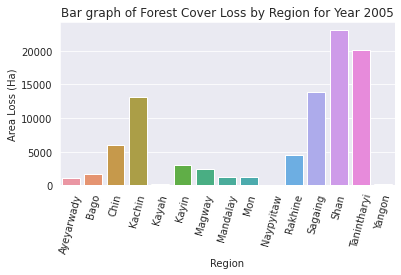 Bar graph of Forest Cover Loss by Region for Year 2005
Area Loss (Ha)
20000
15000
10000
5000
0
Ayeyarwady
Bago
Chin
Kachin
Kayah
Kayin
Magway
Mandalay
Mon
Naypyitaw
Rakhine
Sagaing
Shan
Tanintharyi
Yangon
Region